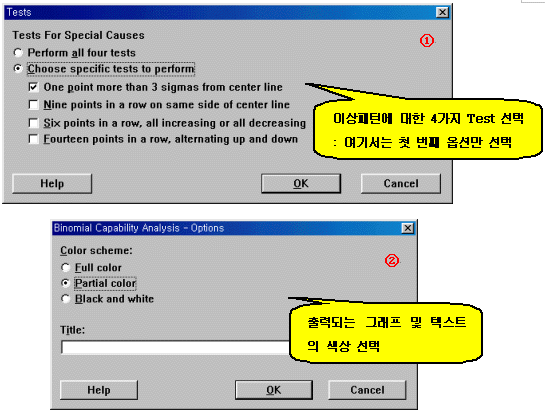 Tests
Tests For Special Causes
Perform all four tests
Choose specific tests to perform
One point more than 3 sigmas from center line
Nine points in a row on same side of center line
Six points in a row, all increasing or all decreasing
Fourteen points in a row, alternating up and down
Help
OK
Cancel
①
이상패턴에 대한 4가지 Test 선택
: 여기서는 첫 번째 옵션만 선택
Binomial Capability Analysis - Options
Color scheme:
Full color
Partial color
Black and white
Title:
Help
OK
Cancel
②
출력되는 그래프 및 텍스트
의 색상 선택